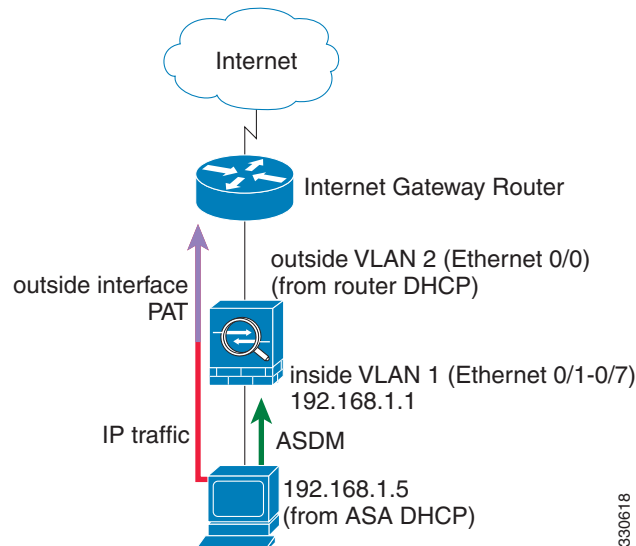 Internet
Internet Gateway Router
outside VLAN 2 (Ethernet 0/0)
(from router DHCP)
outside interface
PAT
inside VLAN 1 (Ethernet 0/1-0/7)
192.168.1.1
IP traffic
ASDM
192.168.1.5
(from ASA DHCP)
330618